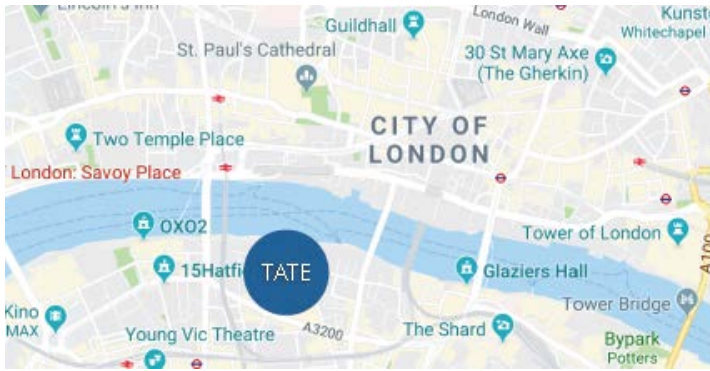 Lincoln's Inn
Guildhall
London Wall
Kunst
Whitechapel
St. Paul's Cathedral
30 St Mary Axe
(The Gherkin)
CITY OF
LONDON
Two Temple Place
London: Savoy Place
OXO2
Tower of London
A100
TATE
15Hatfi
Glaziers Hall
Kino
MAX
Tower Bridge
A3200
Young Vic Theatre
The Shard
Bypark
Potters